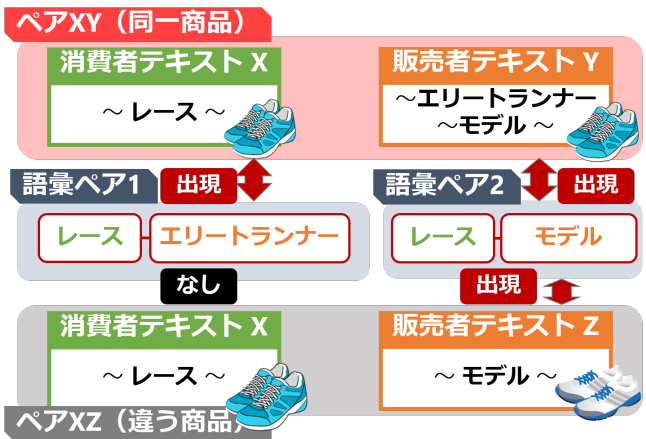 ペアXY（同一商品）
消費者テキスト X
販売者テキスト Y
～ レース ～
～エリートランナー
～モデル ～
語彙ペア1
出現
語彙ペア2
出現
レース
エリートランナー
レース
モデル
なし
出現
消費者テキスト X
販売者テキスト Z
～ レース ～
～ モデル ～
ペアXZ（違う商品）